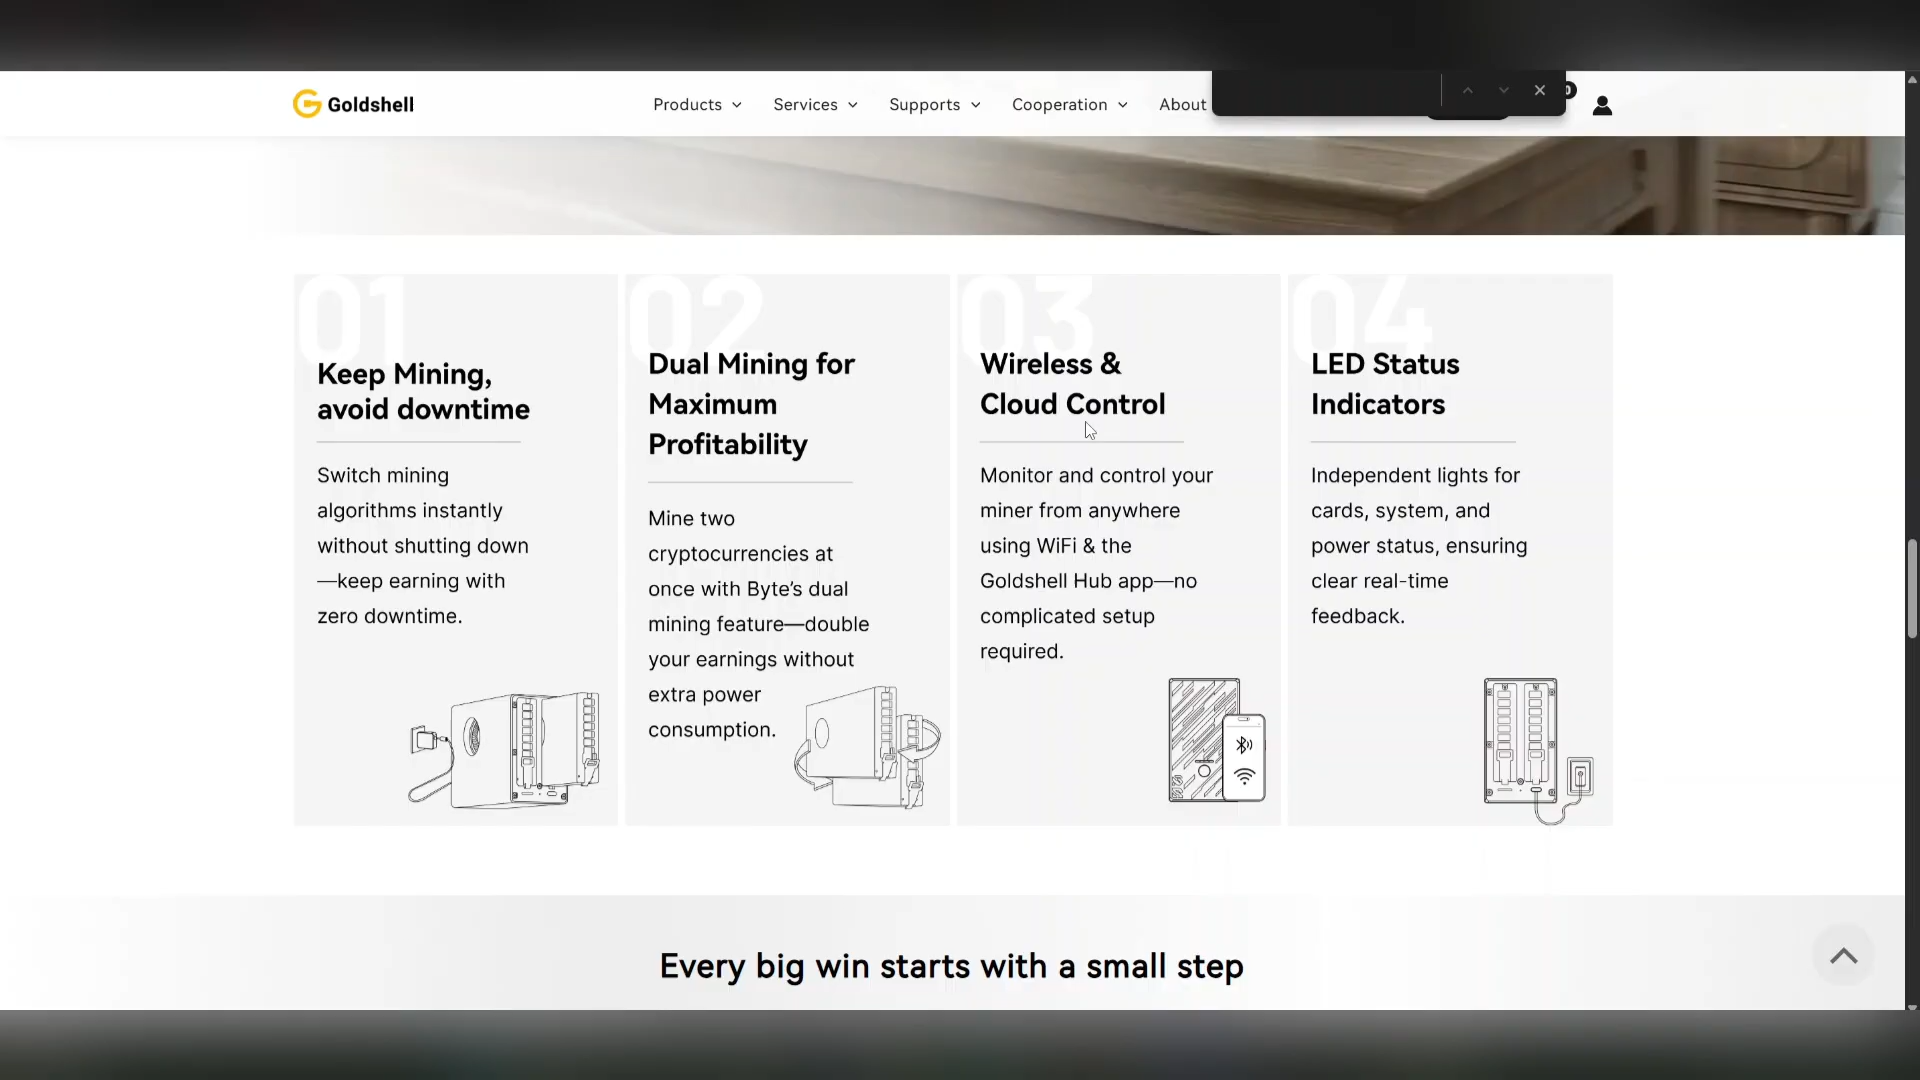 Goldshell
Products
Services
Supports
Cooperation
About
01
Keep Mining,
avoid downtime
Switch mining
algorithms instantly
without shutting down
—keep earning with
zero downtime.
02
Dual Mining for
Maximum
Profitability
Mine two
cryptocurrencies at
once with Byte’s dual
mining feature—double
your earnings without
extra power
consumption.
03
Wireless &
Cloud Control
Monitor and control your
miner from anywhere
using WiFi & the
Goldshell Hub app—no
complicated setup
required.
04
LED Status
Indicators
Independent lights for
cards, system, and
power status, ensuring
clear real-time
feedback.
Every big win starts with a small step